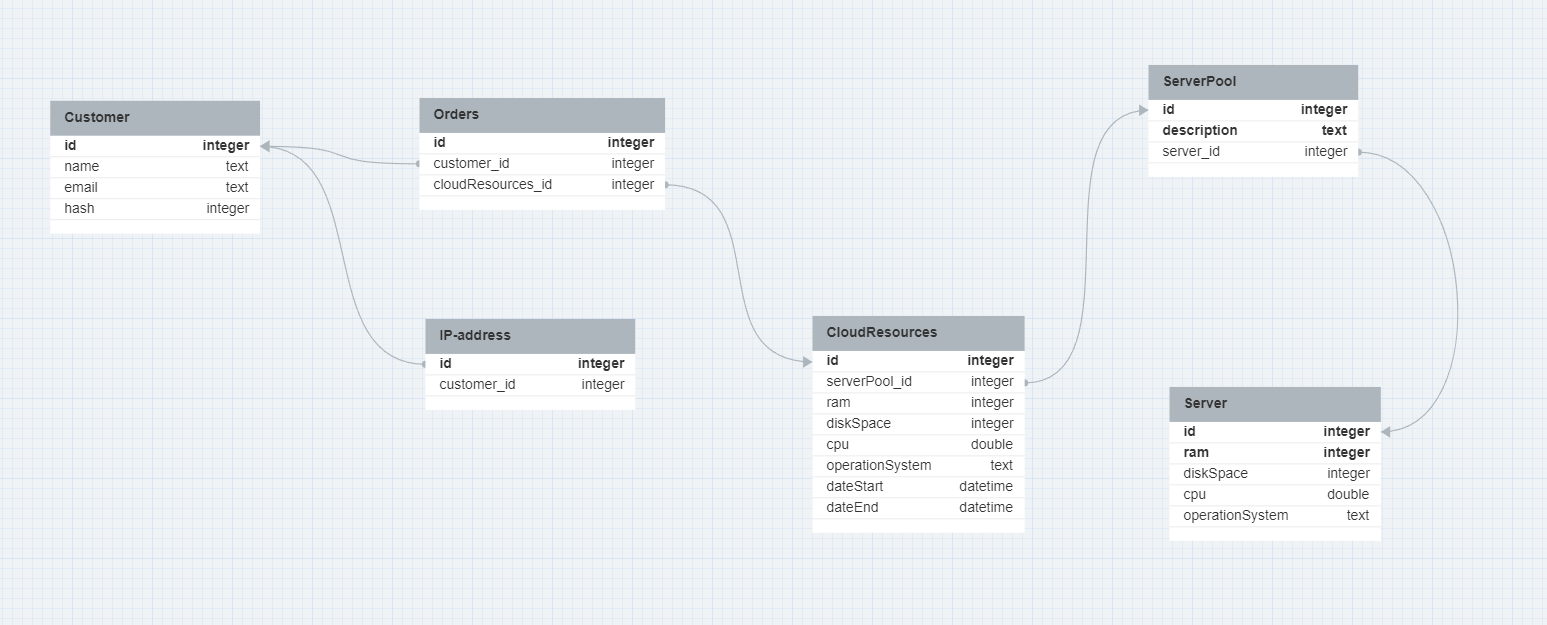 Customer
id integer
name text
email text
hash integer
Orders
id integer
customer_id integer
cloudResources_id integer
IP-address
id integer
customer_id integer
CloudResources
id integer
serverPool_id integer
ram integer
diskSpace integer
cpu double
operationSystem text
dateStart datetime
dateEnd datetime
ServerPool
id integer
description text
server_id integer
Server
id integer
ram integer
diskSpace integer
cpu double
operationSystem text